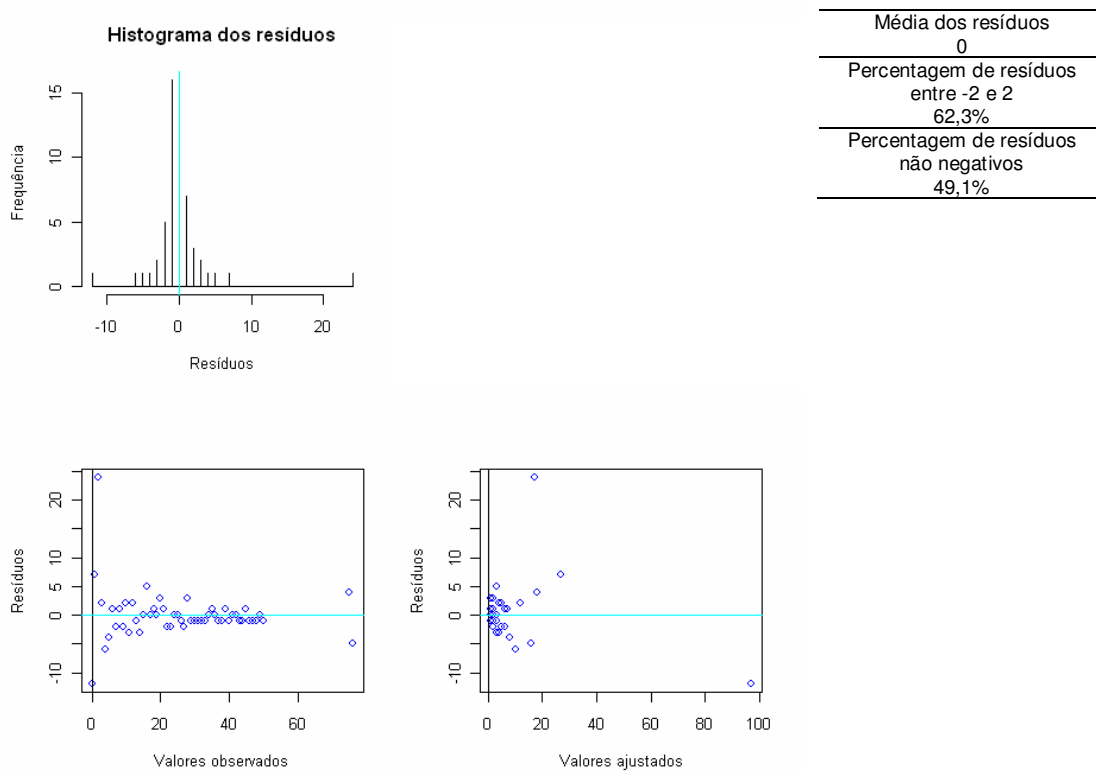 Histograma dos resíduos
Frequência
15
10
5
0
-10 0 10 20
Resíduos
Média dos resíduos
0
Percentagem de resíduos
entre -2 e 2
62,3%
Percentagem de resíduos
não negativos
49,1%
Resíduos
20
10
5
0
-10
0 20 40 60
Valores observados
Resíduos
20
10
5
0
-10
0 20 40 60 80 100
Valores ajustados